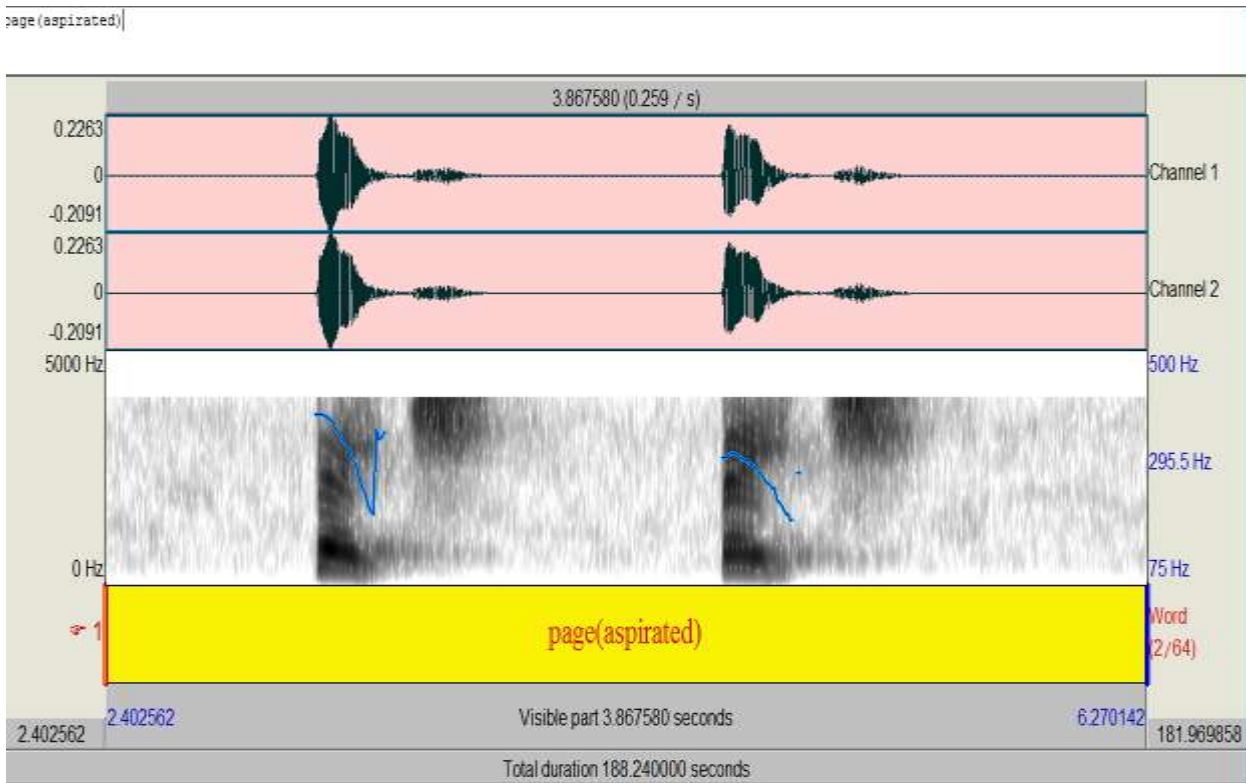 page(aspirated)
3.867580 (0.259 / s)
0.2263
0
-0.2091
Channel 1
0.2263
0
-0.2091
Channel 2
5000 Hz
500 Hz
295.5 Hz
0 Hz
75 Hz
☞ 1
page(aspirated)
Word
(2/64)
2.402562
2.402562
Visible part 3.867580 seconds
6.270142
181.969858
Total duration 188.240000 seconds